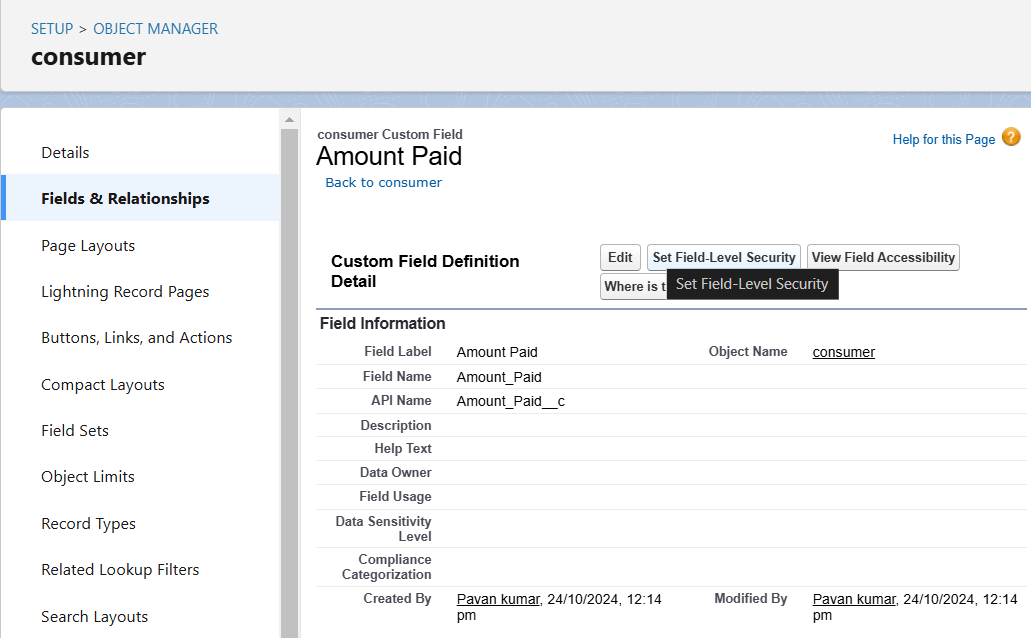 SETUP > OBJECT MANAGER
consumer
Details
Fields & Relationships
Page Layouts
Lightning Record Pages
Buttons, Links, and Actions
Compact Layouts
Field Sets
Object Limits
Record Types
Related Lookup Filters
Search Layouts
consumer Custom Field
Amount Paid
Back to consumer
Help for this Page ?
Custom Field Definition
Detail
Edit Set Field-Level Security View Field Accessibility
Where is t
Set Field-Level Security
Field Information
Field Label Amount Paid Object Name consumer
Field Name Amount_Paid
API Name Amount_Paid__c
Description
Help Text
Data Owner
Field Usage
Data Sensitivity
Level
Compliance
Categorization
Created By Pavan kumar, 24/10/2024, 12:14 Modified By Pavan kumar, 24/10/2024, 12:14
pm pm